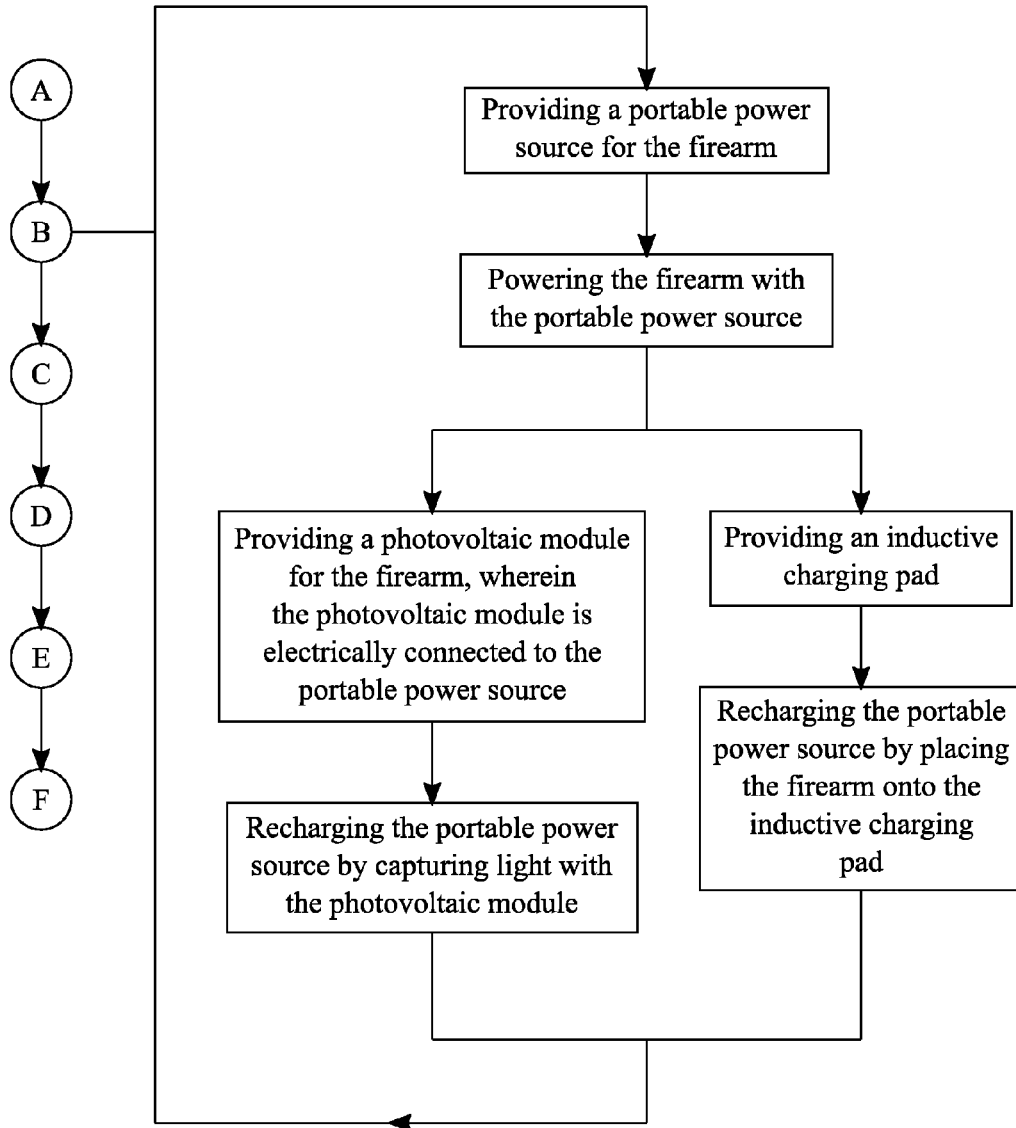 A
B
C
D
E
F
Providing a portable power
source for the firearm
Powering the firearm with
the portable power source
Providing a photovoltaic module
for the firearm, wherein
the photovoltaic module is
electrically connected to the
portable power source
Recharging the portable power
source by capturing light with
the photovoltaic module
Providing an inductive
charging pad
Recharging the portable
power source by placing
the firearm onto the
inductive charging
pad